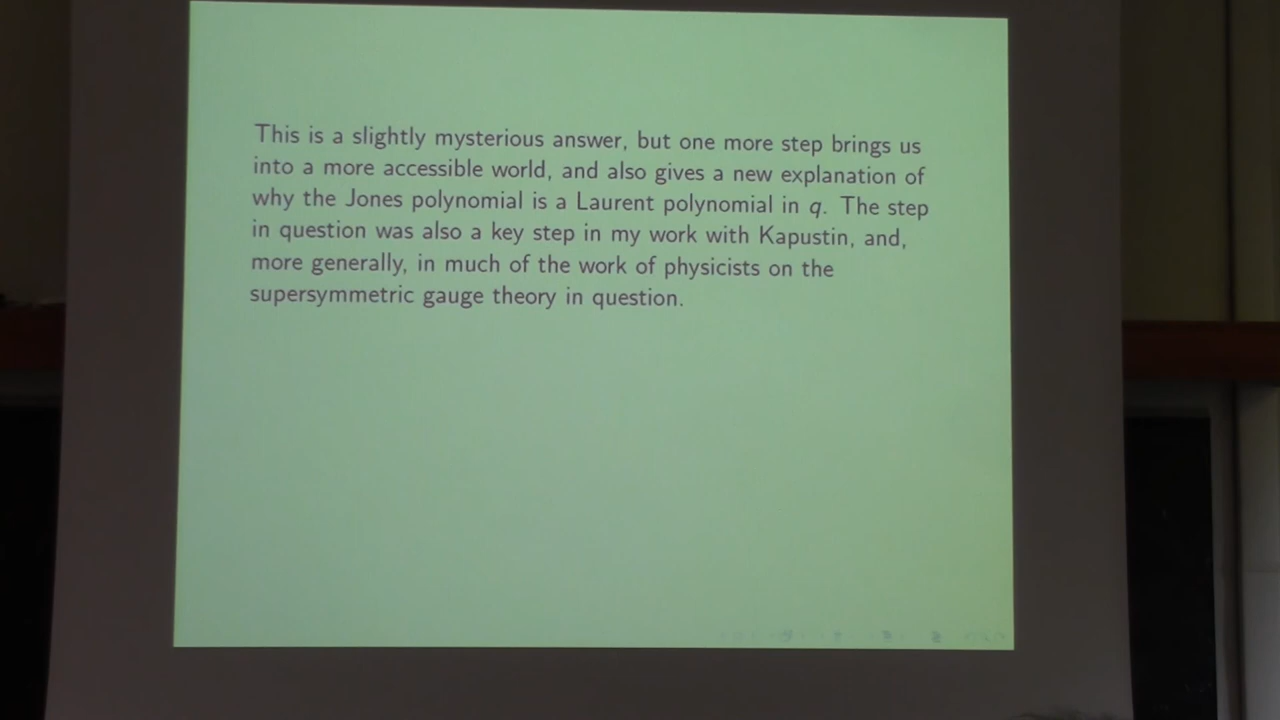 This is a slightly mysterious answer, but one more step brings us
into a more accessible world, and also gives a new explanation of
why the Jones polynomial is a Laurent polynomial in q. The step
in question was also a key step in my work with Kapustin, and,
more generally, in much of the work of physicists on the
supersymmetric gauge theory in question.